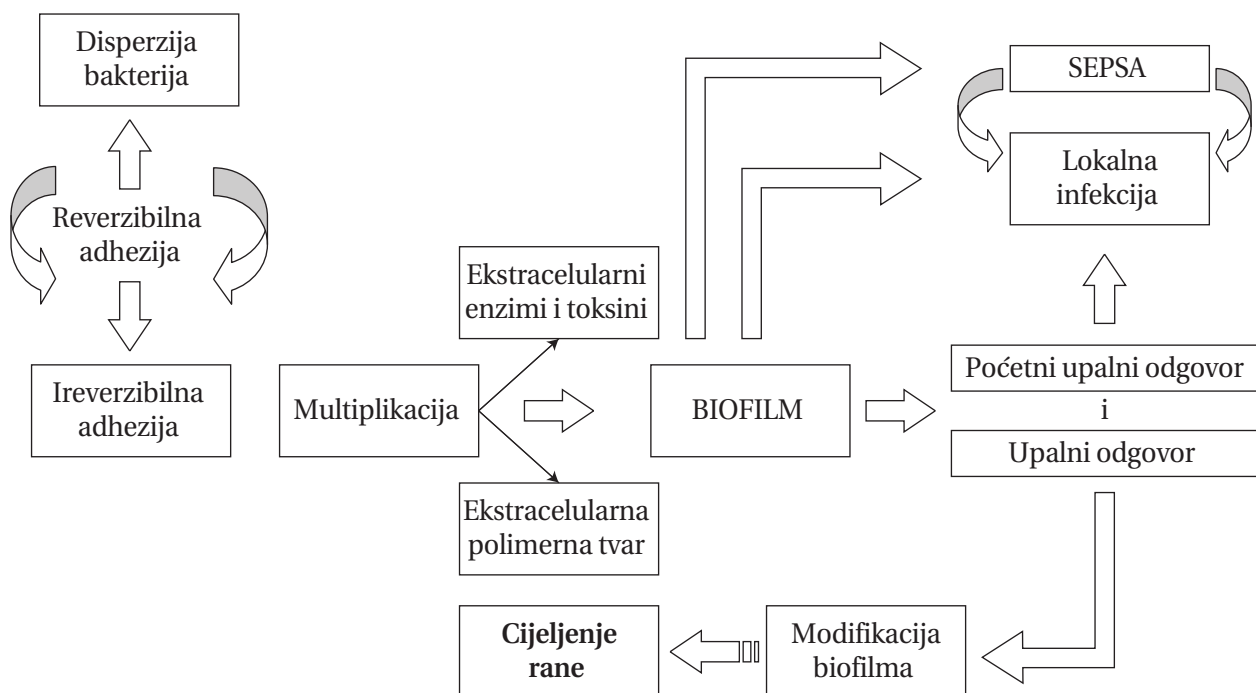 Disperzija
bakterija
Reverzibilna
adhezija
Ireverzibilna
adhezija
Multiplikacija
Ekstracelularni
enzimi i toksini
Ekstracelularna
polimerna tvar
BIOFILM
SEPSA
Lokalna
infekcija
Poćetni upalni odgovor
i
Upalni odgovor
Modifikacija
biofilma
Cijeljenje
rane